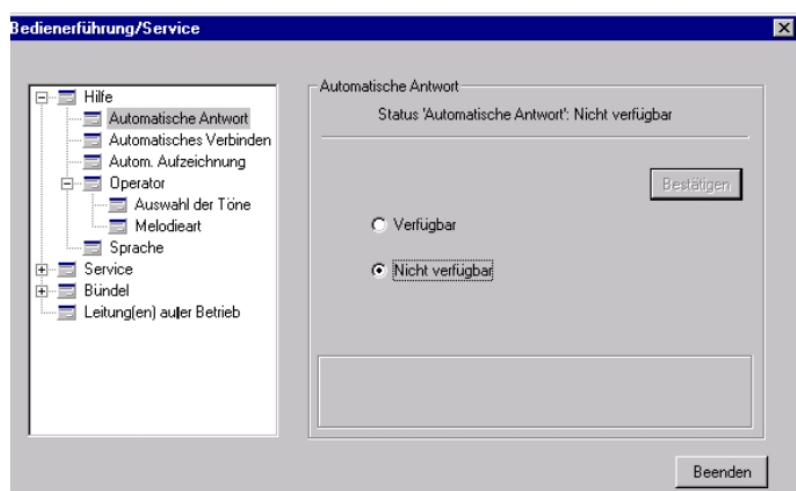 Bedienerführung/Service
Hilfe
Automatische Antwort
Automatisches Verbinden
Autom. Aufzeichnung
Operator
Auswahl der Töne
Melodieart
Sprache
Service
Bündel
Leitung(en) auler Betrieb
Automatische Antwort
Status 'Automatische Antwort': Nicht verfügbar
Bestätigen
Verfügbar
Nicht verfügbar
Beenden